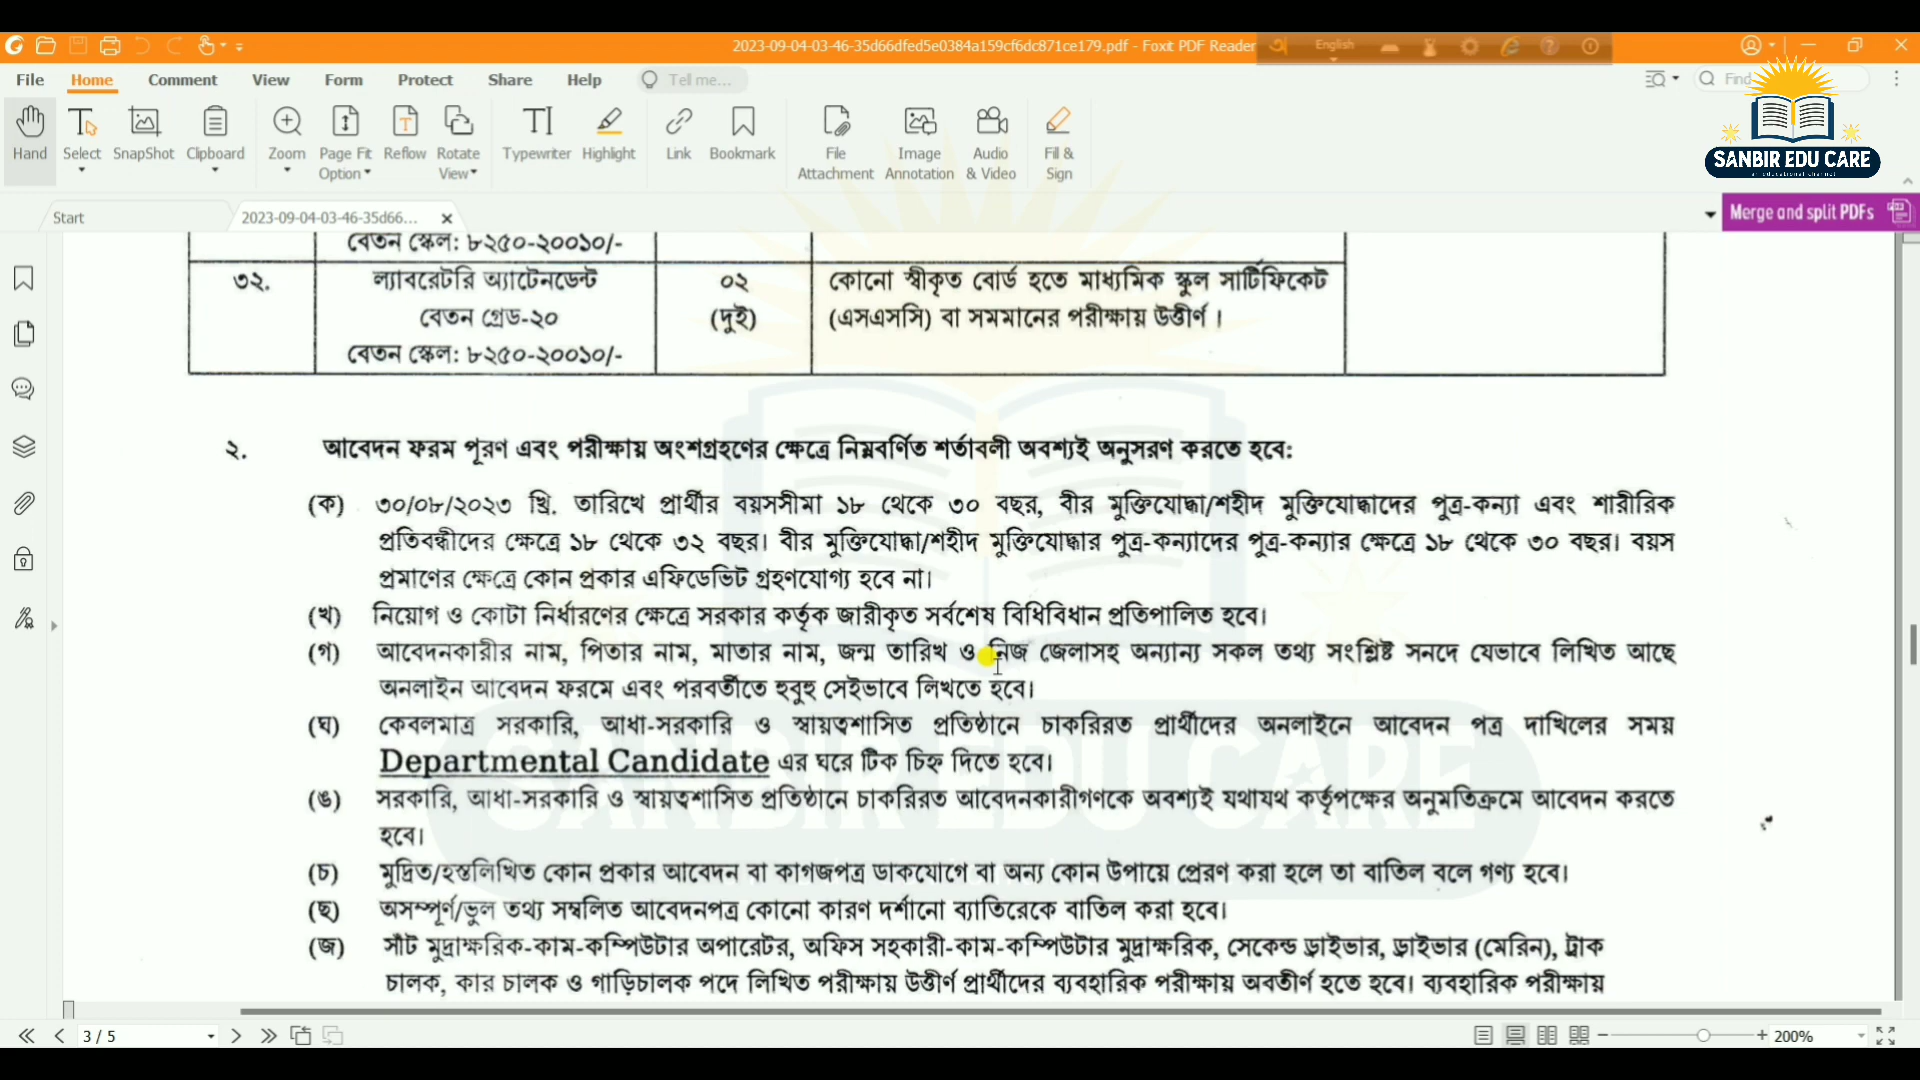 2023-09-04-03-46-35d66dfed5e0384a159cf6dc871ce179.pdf - Foxit PDF Reader
English
File Home Comment View Form Protect Share Help Tell me... Find
SANBIR EDU CARE
an educational channel
Hand Select SnapShot Clipboard Zoom Page Fit Option Reflow Rotate View Typewriter Highlight Link Bookmark File Attachment Image Annotation Audio & Video Fill & Sign
Start 2023-09-04-03-46-35d66... Merge and split PDFs
বেতন স্কেল: ৮২৫০-২০০১০/-
৩২. ল্যাবরেটরি অ্যাটেনডেন্ট ০২ কোনো স্বীকৃত বোর্ড হতে মাধ্যমিক স্কুল সার্টিফিকেট
বেতন গ্রেড-২০ (দুই) (এসএসসি) বা সমমানের পরীক্ষায় উত্তীর্ণ।
বেতন স্কেল: ৮২৫০-২০০১০/-
২. আবেদন ফরম পূরণ এবং পরীক্ষায় অংশগ্রহণের ক্ষেত্রে নিম্নবর্ণিত শর্তাবলী অবশ্যই অনুসরণ করতে হবে:
(ক) ৩০/০৮/২০২৩ খ্রি. তারিখে প্রার্থীর বয়সসীমা ১৮ থেকে ৩০ বছর, বীর মুক্তিযোদ্ধা/শহীদ মুক্তিযোদ্ধাদের পুত্র-কন্যা এবং শারীরিক
প্রতিবন্ধীদের ক্ষেত্রে ১৮ থেকে ৩২ বছর। বীর মুক্তিযোদ্ধা/শহীদ মুক্তিযোদ্ধার পুত্র-কন্যাদের পুত্র-কন্যার ক্ষেত্রে ১৮ থেকে ৩০ বছর। বয়স
প্রমাণের ক্ষেত্রে কোন প্রকার এফিডেভিট গ্রহণযোগ্য হবে না।
(খ) নিয়োগ ও কোটা নির্ধারণের ক্ষেত্রে সরকার কর্তৃক জারীকৃত সর্বশেষ বিধিবিধান প্রতিপালিত হবে।
(গ) আবেদনকারীর নাম, পিতার নাম, মাতার নাম, জন্ম তারিখ ও নিজ জেলাসহ অন্যান্য সকল তথ্য সংশ্লিষ্ট সনদে যেভাবে লিখিত আছে
অনলাইন আবেদন ফরমে এবং পরবর্তীতে হুবুহু সেইভাবে লিখতে হবে।
(ঘ) কেবলমাত্র সরকারি, আধা-সরকারি ও স্বায়ত্বশাসিত প্রতিষ্ঠানে চাকরিরত প্রার্থীদের অনলাইনে আবেদন পত্র দাখিলের সময়
Departmental Candidate এর ঘরে টিক চিহ্ন দিতে হবে।
(ঙ) সরকারি, আধা-সরকারি ও স্বায়ত্বশাসিত প্রতিষ্ঠানে চাকরিরত আবেদনকারীগণকে অবশ্যই যথাযথ কর্তৃপক্ষের অনুমতিক্রমে আবেদন করতে
হবে।
(চ) মুদ্রিত/হস্তলিখিত কোন প্রকার আবেদন বা কাগজপত্র ডাকযোগে বা অন্য কোন উপায়ে প্রেরণ করা হলে তা বাতিল বলে গণ্য হবে।
(ছ) অসম্পূর্ণ/ভুল তথ্য সম্বলিত আবেদনপত্র কোনো কারণ দর্শানো ব্যাতিরেকে বাতিল করা হবে।
(জ) সাঁট মুদ্রাক্ষরিক-কাম-কম্পিউটার অপারেটর, অফিস সহকারী-কাম-কম্পিউটার মুদ্রাক্ষরিক, সেকেন্ড ড্রাইভার, ড্রাইভার (মেরিন), ট্রাক
চালক, কার চালক ও গাড়িচালক পদে লিখিত পরীক্ষায় উত্তীর্ণ প্রার্থীদের ব্যবহারিক পরীক্ষায় অবতীর্ণ হতে হবে। ব্যবহারিক পরীক্ষায়
SANBIR EDU CARE
3 / 5 200%